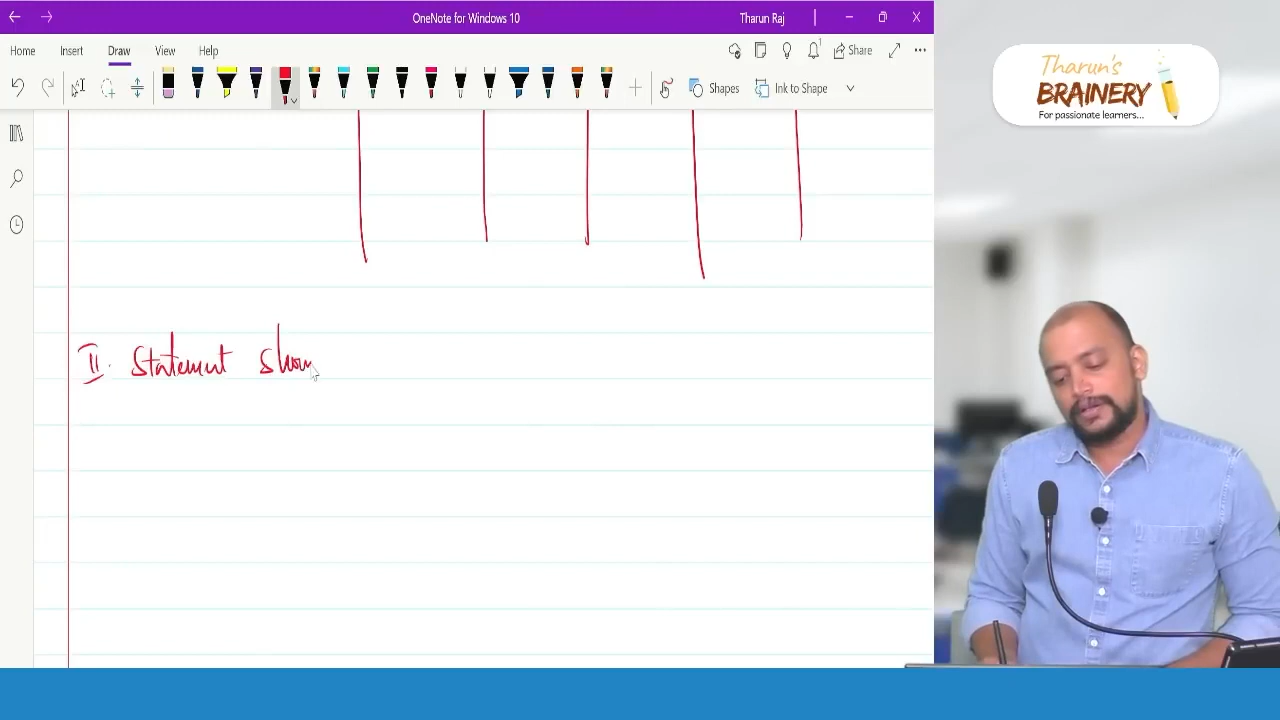 OneNote for Windows 10
Tharun Raj
Home Insert Draw View Help
Share
Shapes
Ink to Shape
Tharun's
BRAINERY
For passionate learners...
II. Statement Show